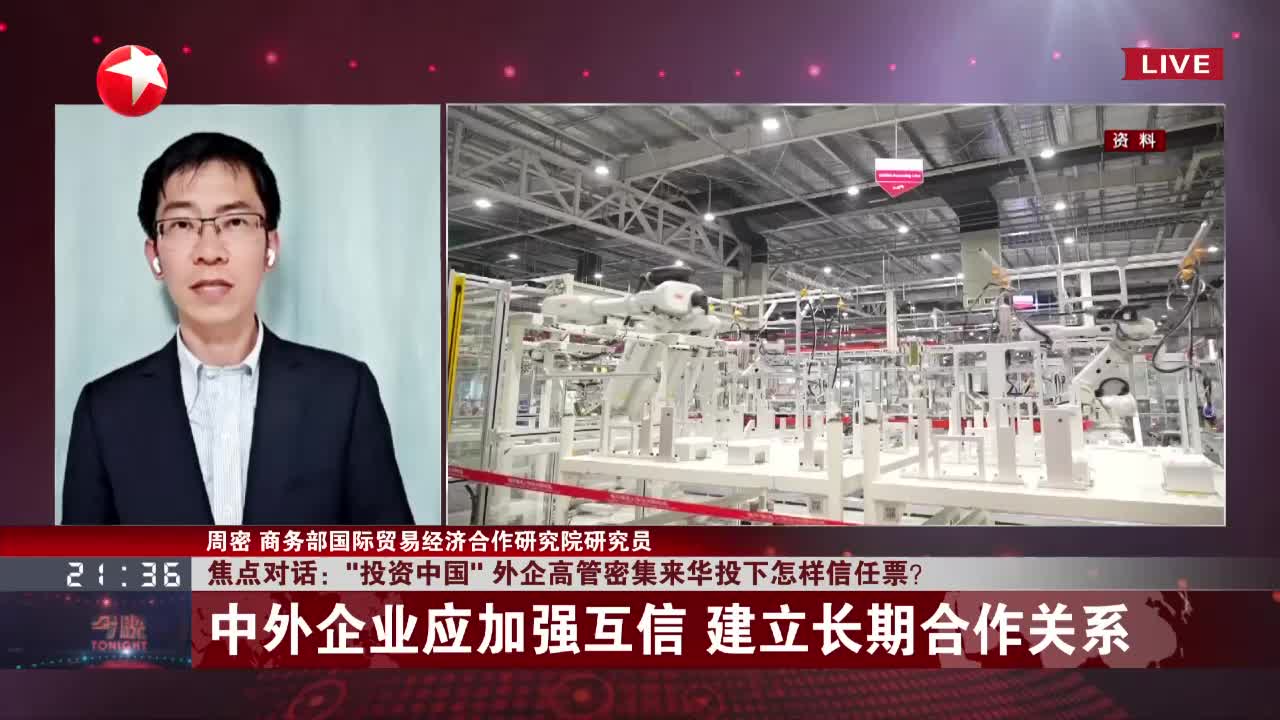 LIVE
资料
周密 商务部国际贸易经济合作研究院研究员
21:36
焦点对话："投资中国" 外企高管密集来华投下怎样信任票?
今晚
TONIGHT
中外企业应加强互信 建立长期合作关系